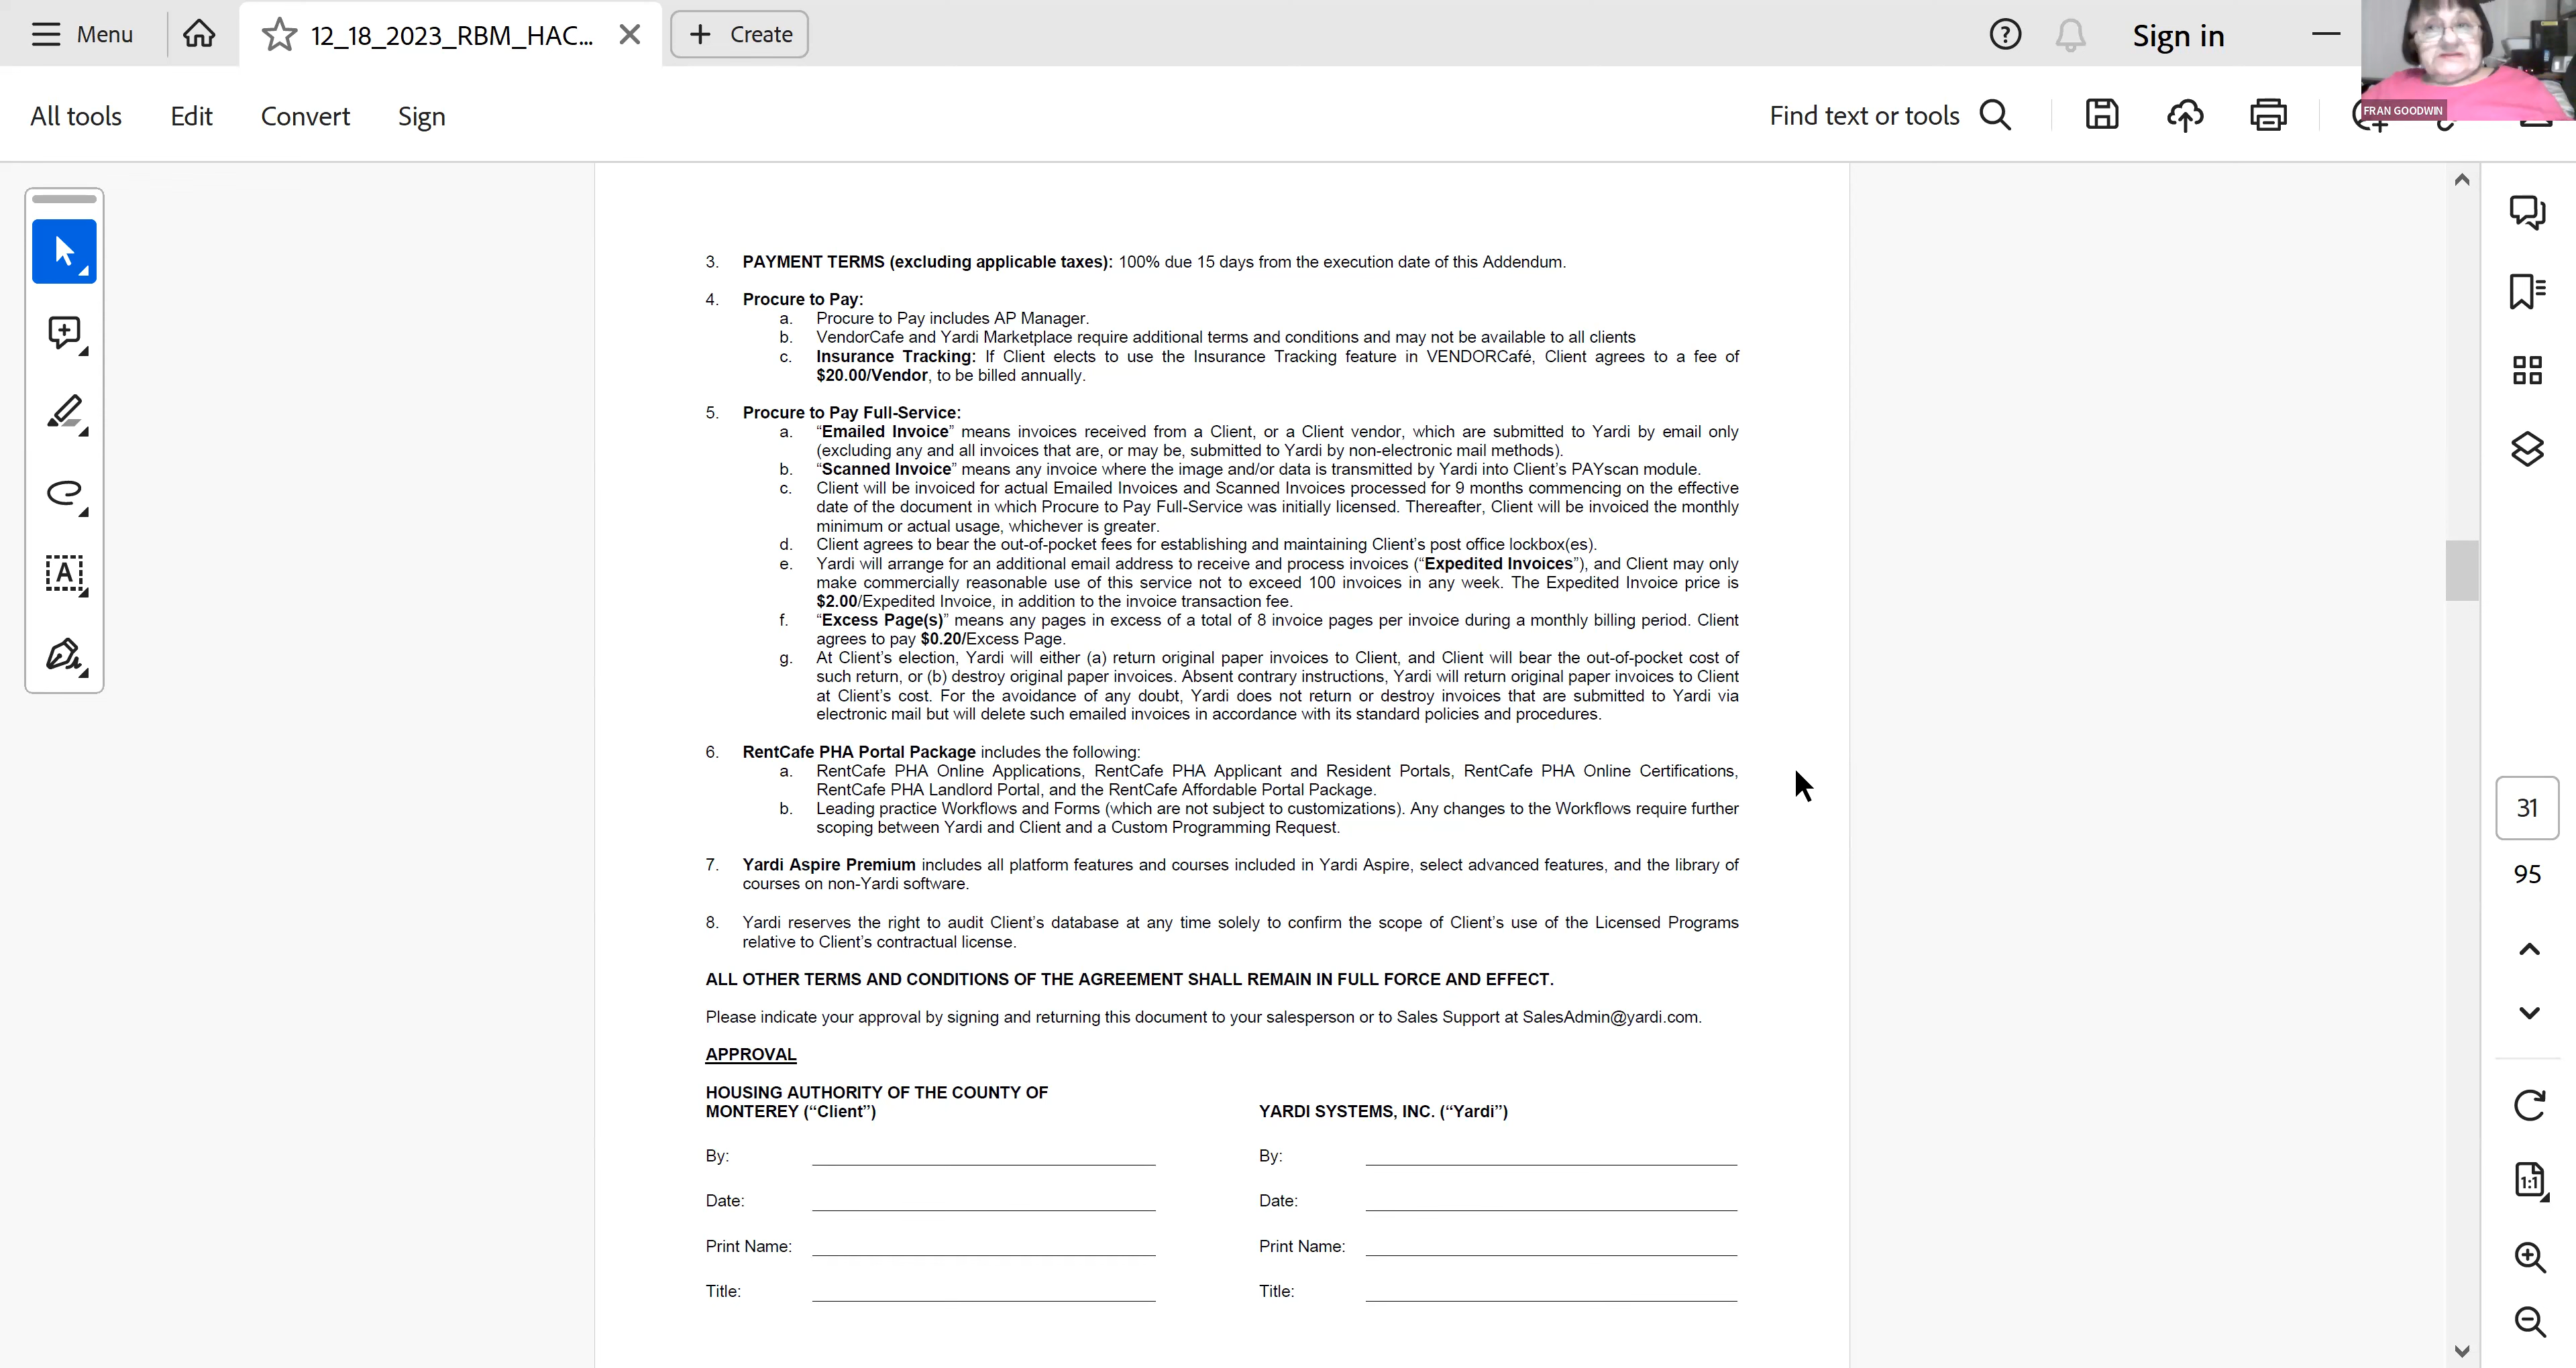 Menu
12_18_2023_RBM_HAC...
Create
Sign in
FRAN GOODWIN
All tools
Edit
Convert
Sign
Find text or tools
3. PAYMENT TERMS (excluding applicable taxes): 100% due 15 days from the execution date of this Addendum.
4. Procure to Pay:
a. Procure to Pay includes AP Manager.
b. VendorCafe and Yardi Marketplace require additional terms and conditions and may not be available to all clients
c. Insurance Tracking: If Client elects to use the Insurance Tracking feature in VENDORCafé, Client agrees to a fee of
$20.00/Vendor, to be billed annually.
5. Procure to Pay Full-Service:
a. “Emailed Invoice” means invoices received from a Client, or a Client vendor, which are submitted to Yardi by email only
(excluding any and all invoices that are, or may be, submitted to Yardi by non-electronic mail methods).
b. “Scanned Invoice” means any invoice where the image and/or data is transmitted by Yardi into Client’s PAYscan module.
c. Client will be invoiced for actual Emailed Invoices and Scanned Invoices processed for 9 months commencing on the effective
date of the document in which Procure to Pay Full-Service was initially licensed. Thereafter, Client will be invoiced the monthly
minimum or actual usage, whichever is greater.
d. Client agrees to bear the out-of-pocket fees for establishing and maintaining Client’s post office lockbox(es).
e. Yardi will arrange for an additional email address to receive and process invoices (“Expedited Invoices”), and Client may only
make commercially reasonable use of this service not to exceed 100 invoices in any week. The Expedited Invoice price is
$2.00/Expedited Invoice, in addition to the invoice transaction fee.
f. “Excess Page(s)” means any pages in excess of a total of 8 invoice pages per invoice during a monthly billing period. Client
agrees to pay $0.20/Excess Page.
g. At Client’s election, Yardi will either (a) return original paper invoices to Client, and Client will bear the out-of-pocket cost of
such return, or (b) destroy original paper invoices. Absent contrary instructions, Yardi will return original paper invoices to Client
at Client’s cost. For the avoidance of any doubt, Yardi does not return or destroy invoices that are submitted to Yardi via
electronic mail but will delete such emailed invoices in accordance with its standard policies and procedures.
6. RentCafe PHA Portal Package includes the following:
a. RentCafe PHA Online Applications, RentCafe PHA Applicant and Resident Portals, RentCafe PHA Online Certifications,
RentCafe PHA Landlord Portal, and the RentCafe Affordable Portal Package.
b. Leading practice Workflows and Forms (which are not subject to customizations). Any changes to the Workflows require further
scoping between Yardi and Client and a Custom Programming Request.
7. Yardi Aspire Premium includes all platform features and courses included in Yardi Aspire, select advanced features, and the library of
courses on non-Yardi software.
8. Yardi reserves the right to audit Client’s database at any time solely to confirm the scope of Client’s use of the Licensed Programs
relative to Client’s contractual license.
ALL OTHER TERMS AND CONDITIONS OF THE AGREEMENT SHALL REMAIN IN FULL FORCE AND EFFECT.
Please indicate your approval by signing and returning this document to your salesperson or to Sales Support at SalesAdmin@yardi.com.
APPROVAL
HOUSING AUTHORITY OF THE COUNTY OF
MONTEREY (“Client”)
YARDI SYSTEMS, INC. (“Yardi”)
By:
By:
Date:
Date:
Print Name:
Print Name:
Title:
Title:
31
95
1:1